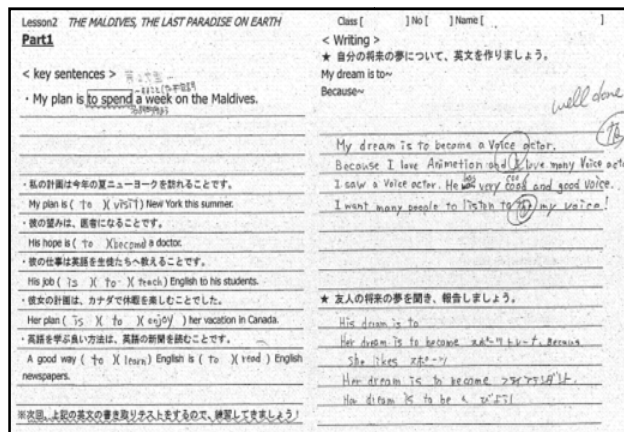 Lesson2 THE MALDIVES, THE LAST PARADISE ON EARTH
Part1
< key sentences >
・My plan is to spend a week on the Maldives.
・私の計画は今年の夏ニューヨークを訪れることです。
My plan is ( to )( visit ) New York this summer.
・彼の望みは、医者になることです。
His hope is ( to )( become ) a doctor.
・彼の仕事は英語を生徒たちへ教えることです。
His job ( is )( to )( teach ) English to his students.
・彼女の計画は、カナダで休暇を楽しむことでした。
Her plan ( is )( to )( enjoy ) her vacation in Canada.
・英語を学ぶ良い方法は、英語の新聞を読むことです。
A good way ( to )( learn ) English is ( to )( read ) English
newspapers.
※次回、上記の英文の書き取りテストをするので、練習してきましょう！
Class [ ] No [ ] Name [ ]
< Writing >
★ 自分の将来の夢について、英文を作りましょう。
My dream is to~
Because~
well done
My dream is to become a Voice actor.
Because I love Animetion and I love many Voice acto
I saw a Voice actor. He was very cool and good voice.
I want many people to listen to my voice!
★ 友人の将来の夢を聞き、報告しましょう。
His dream is to
Her dream is to become スポーツトレーナ. Because
She likes スポーツ
Her dream is to become
Her dream is to be a びようし